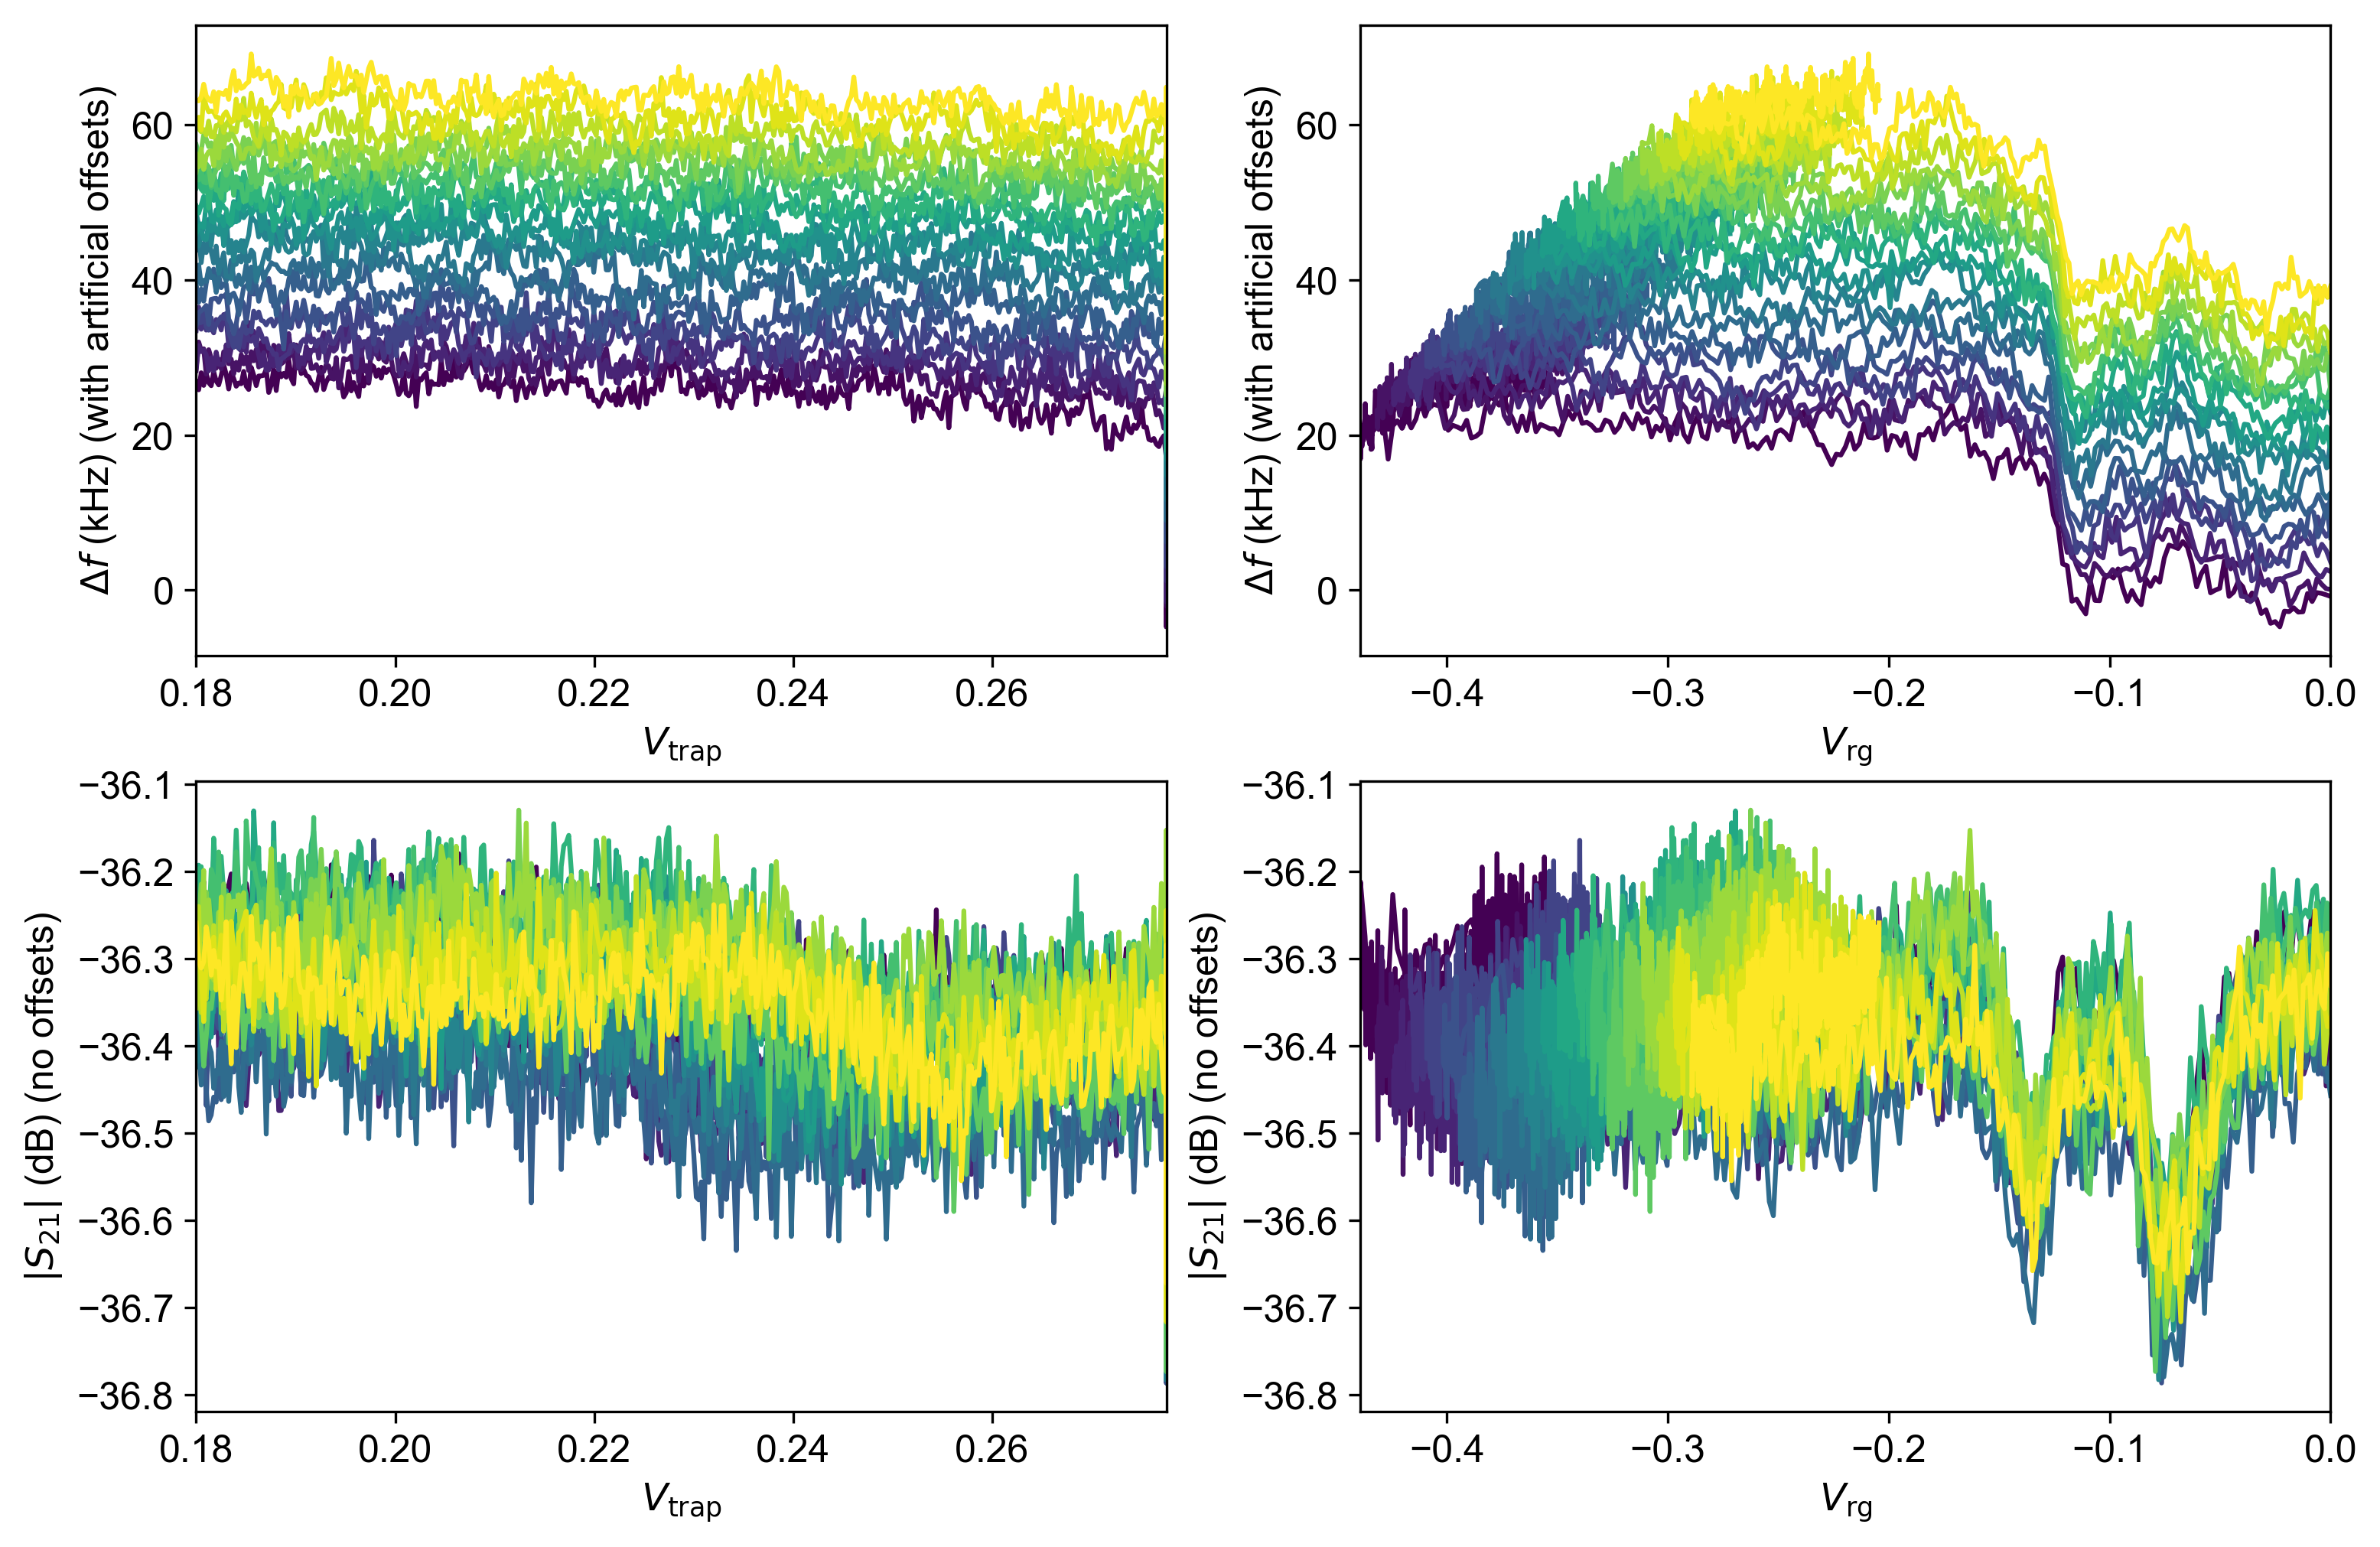 Δf (kHz) (with artificial offsets)
60
40
20
0
0.18 0.20 0.22 0.24 0.26
V_trap
Δf (kHz) (with artificial offsets)
60
40
20
0
−0.4 −0.3 −0.2 −0.1 0.0
V_rg
|S_21| (dB) (no offsets)
−36.1
−36.2
−36.3
−36.4
−36.5
−36.6
−36.7
−36.8
0.18 0.20 0.22 0.24 0.26
V_trap
|S_21| (dB) (no offsets)
−36.1
−36.2
−36.3
−36.4
−36.5
−36.6
−36.7
−36.8
−0.4 −0.3 −0.2 −0.1 0.0
V_rg